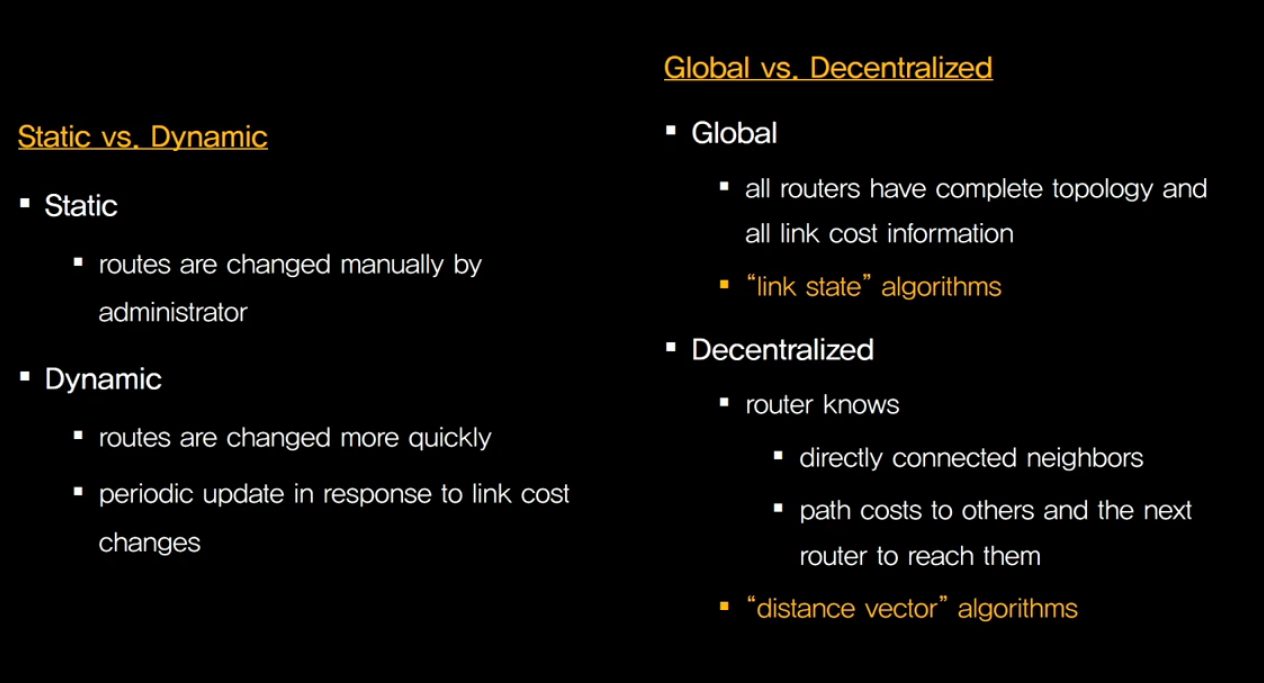 Static vs. Dynamic
▪ Static
▪ routes are changed manually by
administrator
▪ Dynamic
▪ routes are changed more quickly
▪ periodic update in response to link cost
changes
Global vs. Decentralized
▪ Global
▪ all routers have complete topology and
all link cost information
▪ “link state” algorithms
▪ Decentralized
▪ router knows
▪ directly connected neighbors
▪ path costs to others and the next
router to reach them
▪ “distance vector” algorithms